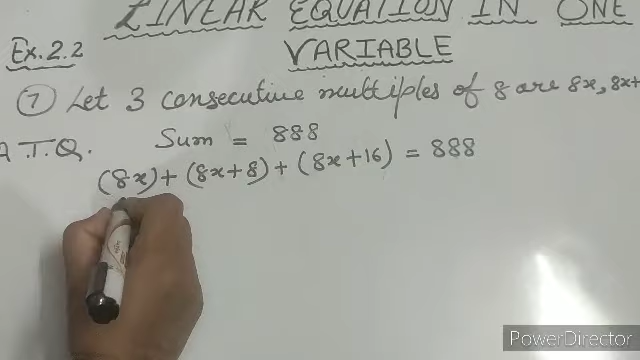 LINEAR EQUATION IN ONE
VARIABLE
Ex. 2.2
7 Let 3 consecutive multiples of 8 are 8x, 8x+
A.T.Q. Sum = 888
(8x) + (8x+8) + (8x+16) = 888
PowerDirector